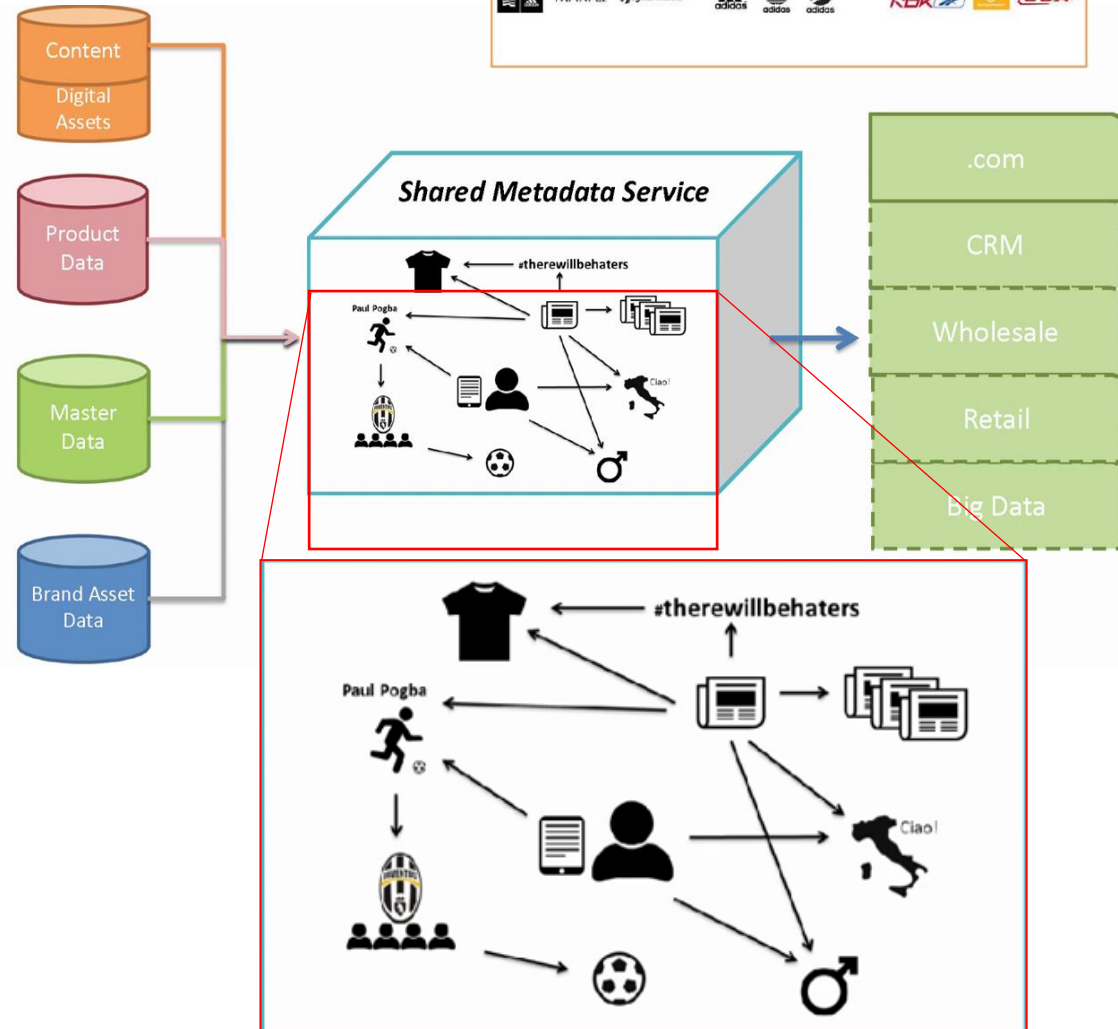 adidas
adidas
adidas
Content
Digital
Assets
Product
Data
Master
Data
Brand Asset
Data
Shared Metadata Service
#therewillbehaters
Paul Pogba
Ciao!
.com
CRM
Wholesale
Retail
Big Data
#therewillbehaters
Paul Pogba
JUVENTUS
Ciao!